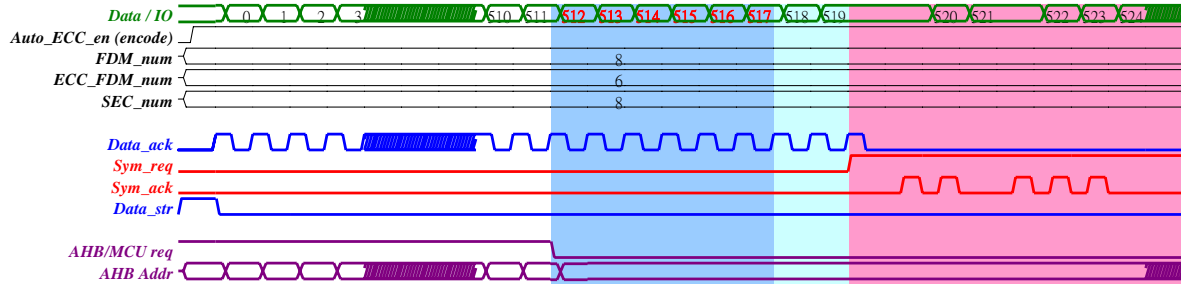 Data / IO 0 1 2 3 510 511 512 513 514 515 516 517 518 519 520 521 522 523 524
Auto_ECC_en (encode)
FDM_num 8
ECC_FDM_num 6
SEC_num 8
Data_ack
Sym_req
Sym_ack
Data_str
AHB/MCU req
AHB Addr